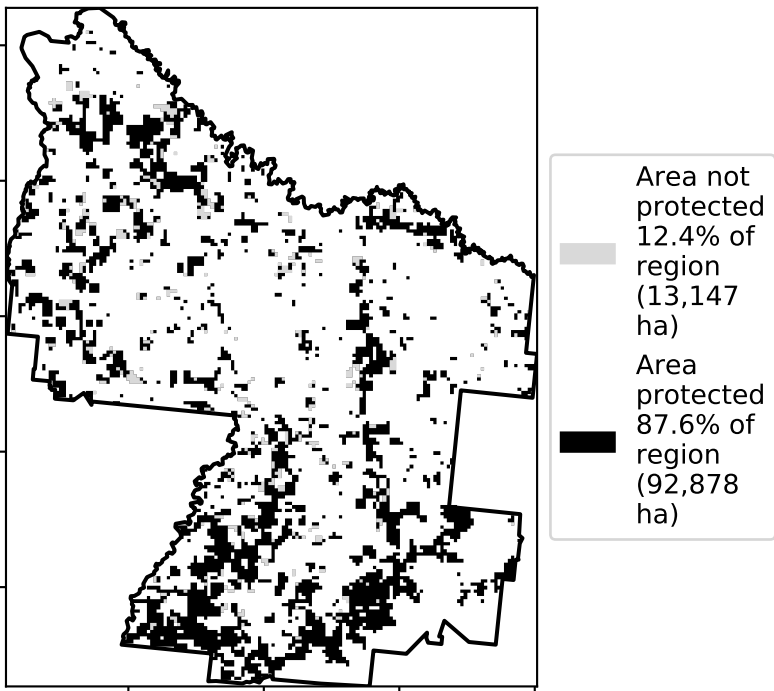 Area not
protected
12.4% of
region
(13,147
ha)
Area
protected
87.6% of
region
(92,878
ha)